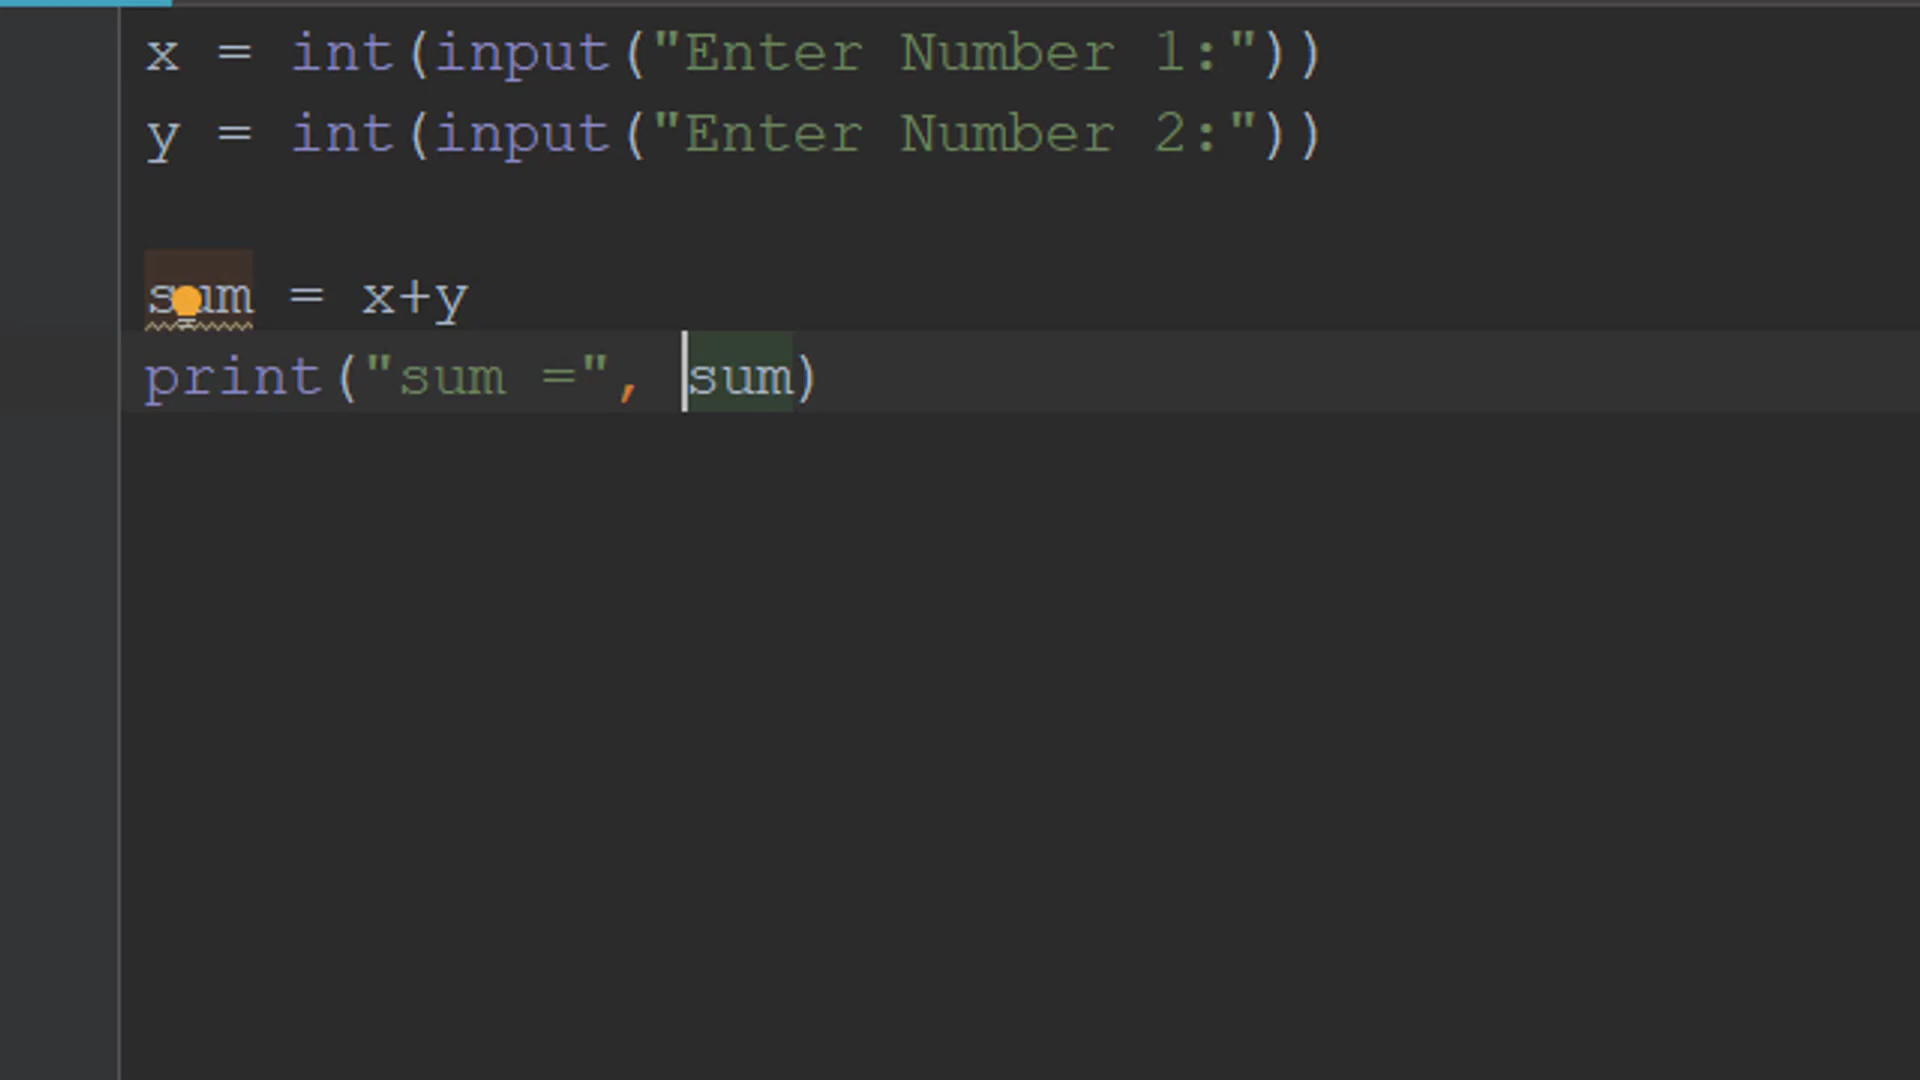 x = int(input("Enter Number 1:"))
y = int(input("Enter Number 2:"))
sum = x+y
print("sum =", sum)